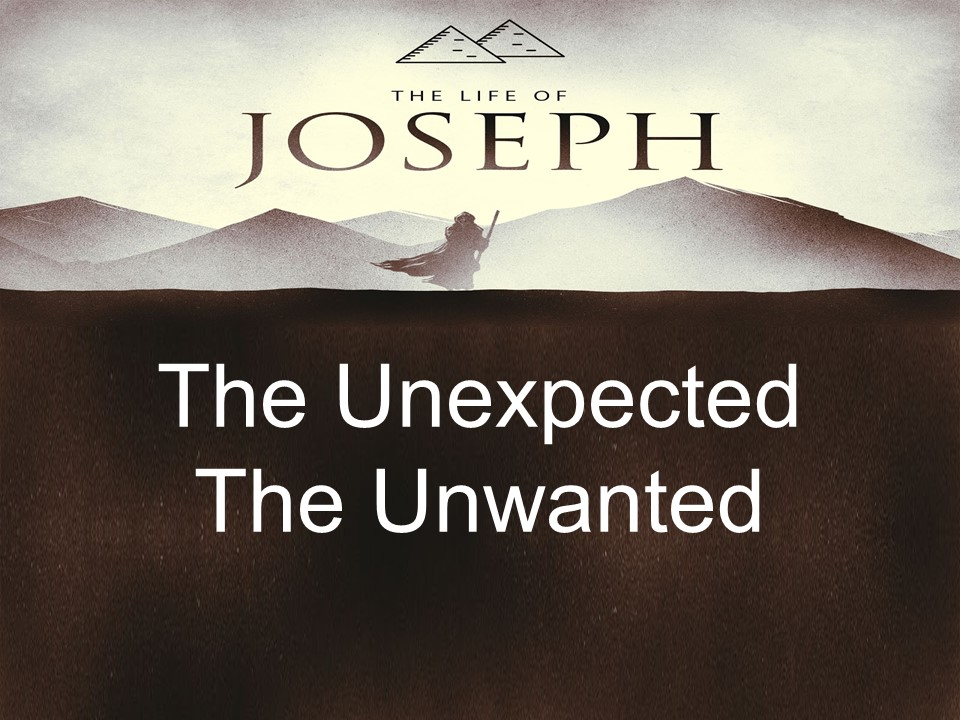 THE LIFE OF
JOSEPH
The Unexpected
The Unwanted